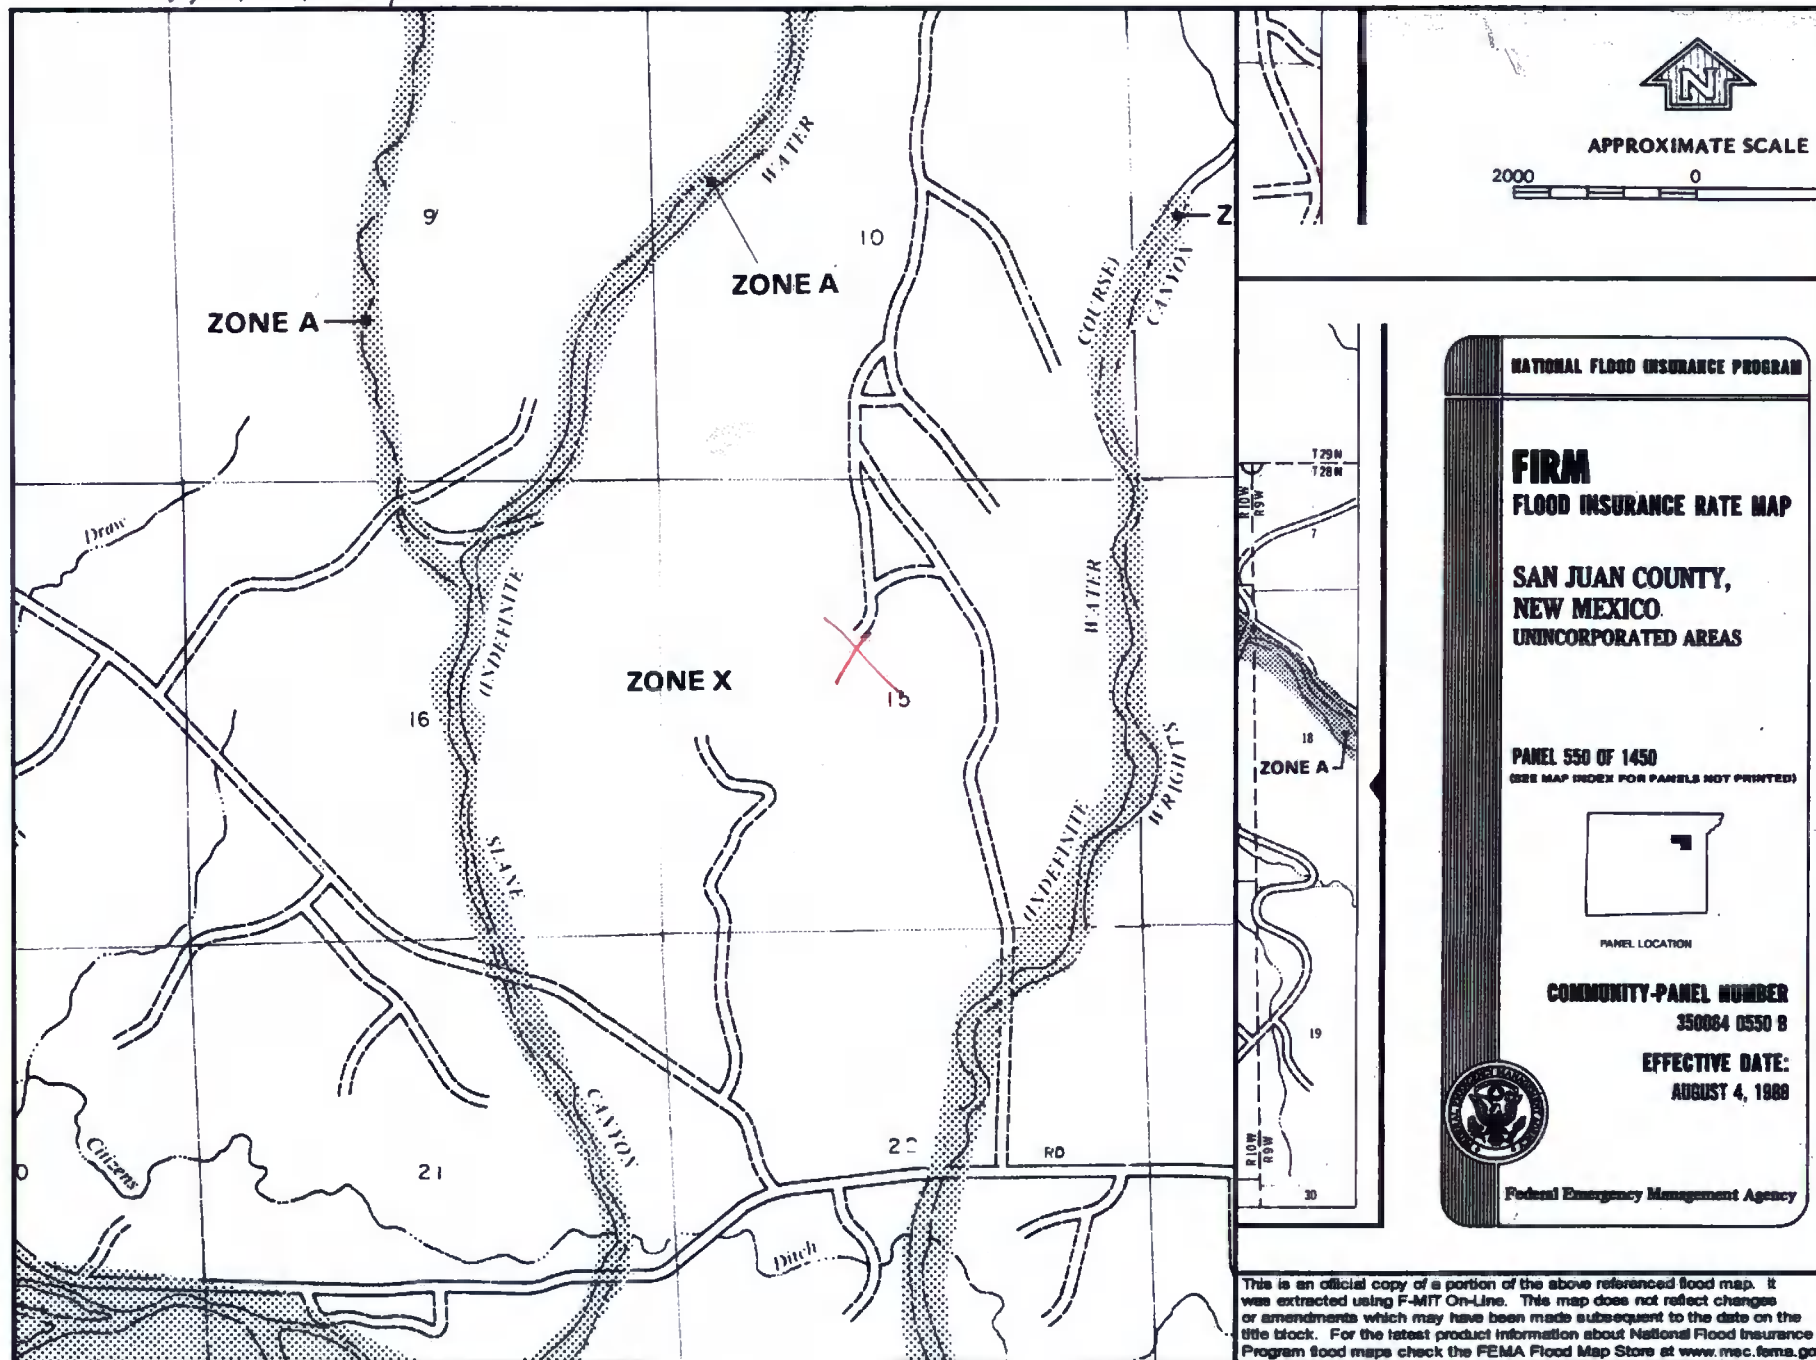 N
APPROXIMATE SCALE
2000 0
WATER
9
10
ZONE A
ZONE A
COURSE)
CANYON
Z
NATIONAL FLOOD INSURANCE PROGRAM
FIRM
FLOOD INSURANCE RATE MAP
SAN JUAN COUNTY,
NEW MEXICO
UNINCORPORATED AREAS
PANEL 550 OF 1450
(SEE MAP INDEX FOR PANELS NOT PRINTED)
PANEL LOCATION
COMMUNITY-PANEL NUMBER
350064 0550 B
EFFECTIVE DATE:
AUGUST 4, 1988
Federal Emergency Management Agency
T29N
T28N
R10W
R9W
7
18
ZONE A
19
R10W
R9W
30
Draw
(INDEFINITE
WATER
ZONE X
15
16
SLANE
(INDEFINITE
WRIGHTS
CANYON
Citizens
0
21
22
RD
Ditch
This is an official copy of a portion of the above referenced flood map. It
was extracted using F-MIT On-Line. This map does not reflect changes
or amendments which may have been made subsequent to the date on the
title block. For the latest product information about National Flood Insurance
Program flood maps check the FEMA Flood Map Store at www.msc.fema.go